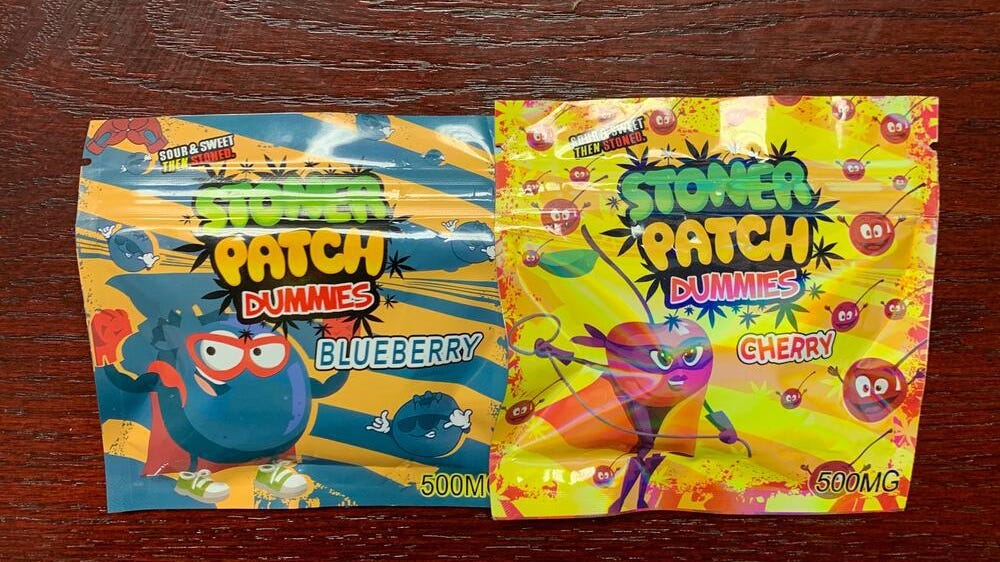 SOUR & SWEET
THEN STONED.
STONER
PATCH
DUMMIES
BLUEBERRY
500MG
SOUR & SWEET
THEN STONED.
STONER
PATCH
DUMMIES
CHERRY
500MG